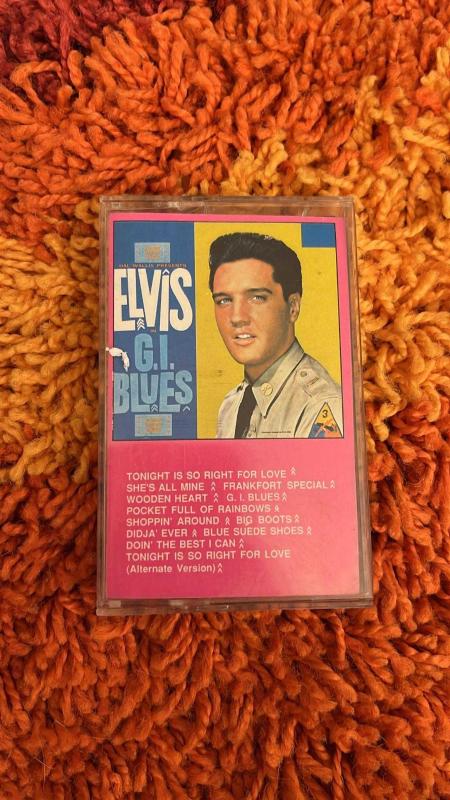 HAL WALLIS PRESENTS
ELVIS
G.I.
BLUES
3
TONIGHT IS SO RIGHT FOR LOVE
SHE'S ALL MINE FRANKFORT SPECIAL
WOODEN HEART G. I. BLUES
POCKET FULL OF RAINBOWS
SHOPPIN' AROUND BIG BOOTS
DIDJA' EVER BLUE SUEDE SHOES
DOIN' THE BEST I CAN
TONIGHT IS SO RIGHT FOR LOVE
(Alternate Version)